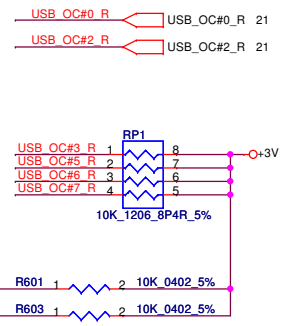 USB_OC#0_R USB_OC#0_R 21
USB_OC#2_R USB_OC#2_R 21
RP1
USB_OC#3_R 1 8 +3V
USB_OC#5_R 2 7
USB_OC#6_R 3 6
USB_OC#7_R 4 5
10K_1206_8P4R_5%
R601 1 2 10K_0402_5%
R603 1 2 10K_0402_5%